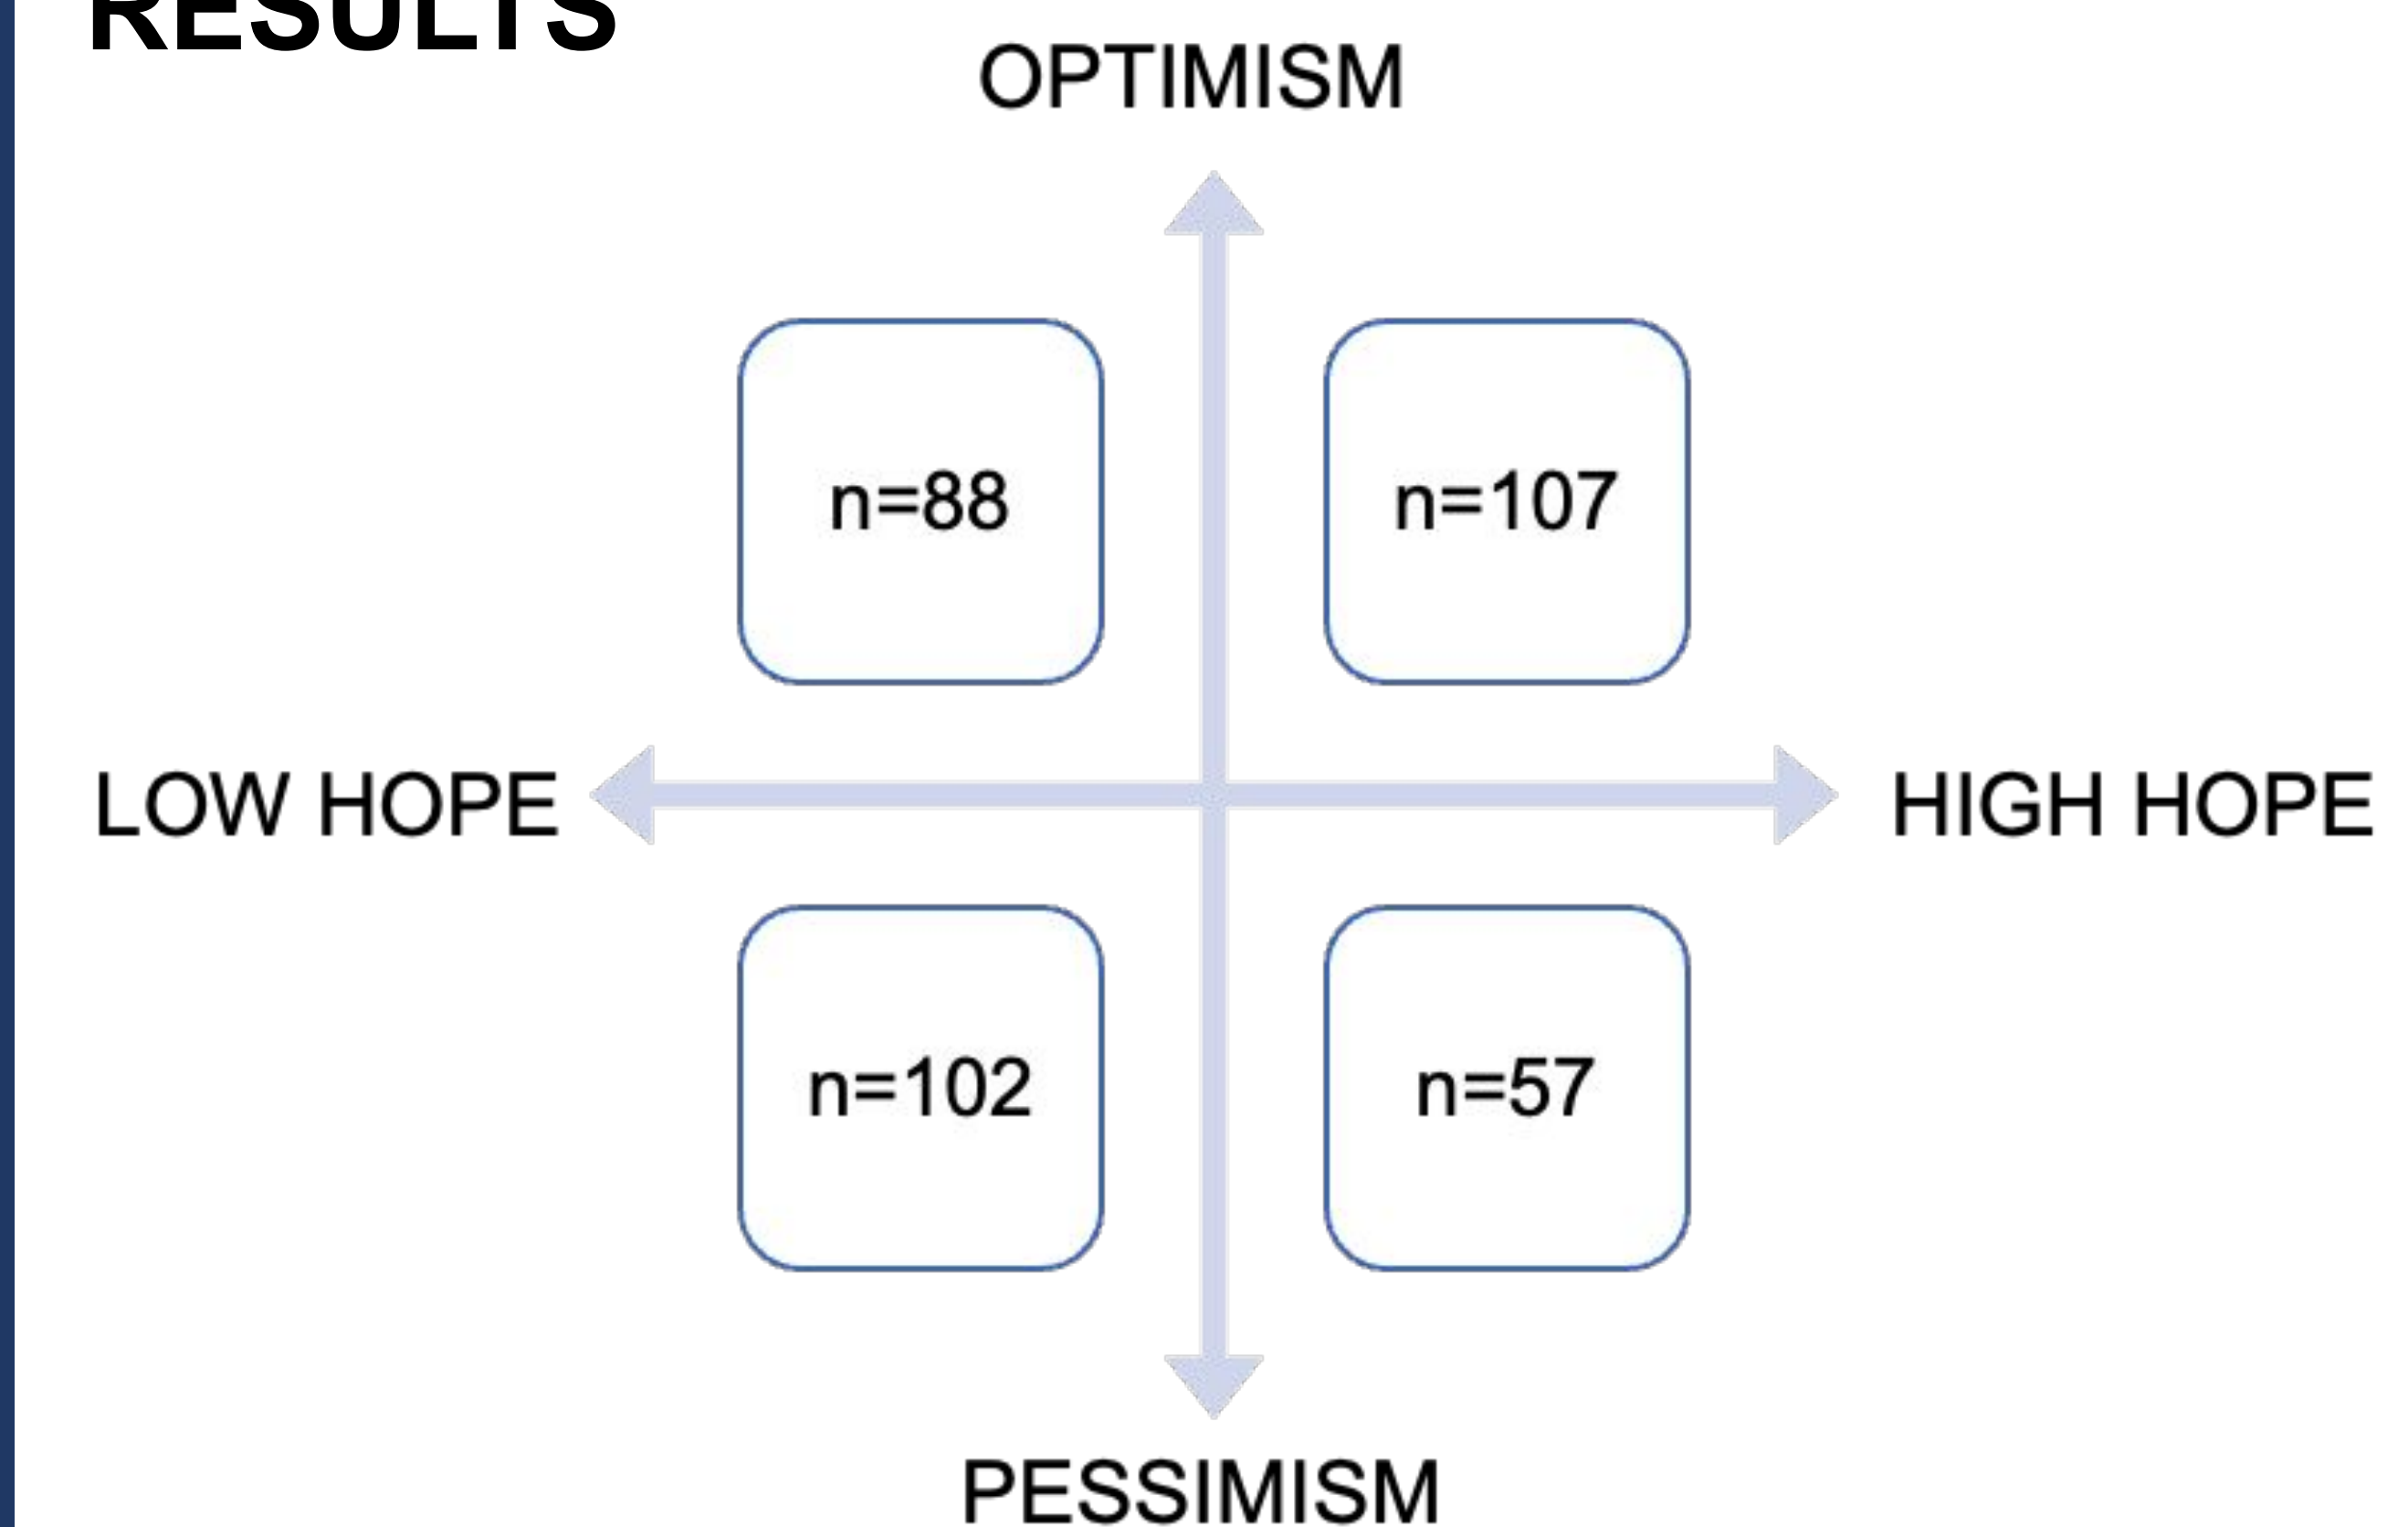 RESULTS
OPTIMISM
n=88 n=107
LOW HOPE HIGH HOPE
n=102 n=57
PESSIMISM